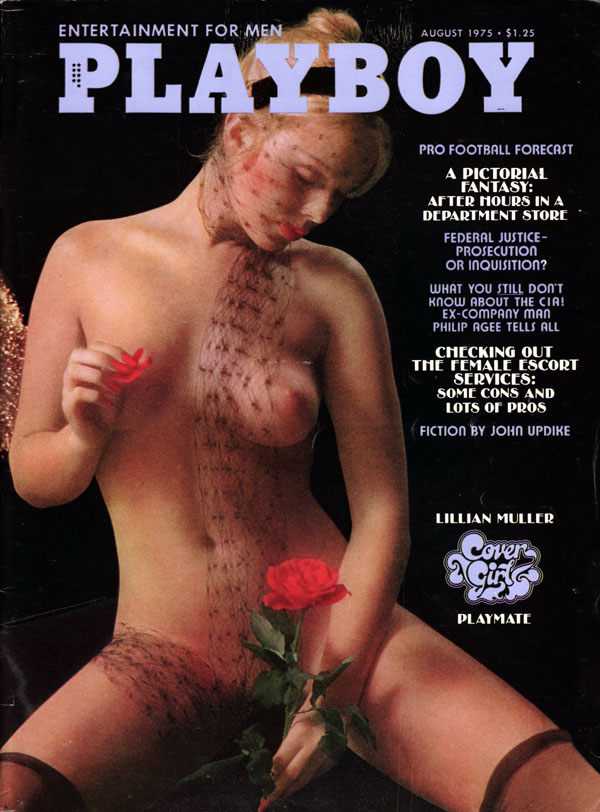 ENTERTAINMENT FOR MEN
AUGUST 1975 • $1.25
PLAYBOY
PRO FOOTBALL FORECAST
A PICTORIAL
FANTASY:
AFTER HOURS IN A
DEPARTMENT STORE
FEDERAL JUSTICE–
PROSECUTION
OR INQUISITION?
WHAT YOU STILL DON'T
KNOW ABOUT THE CIA!
EX-COMPANY MAN
PHILIP AGEE TELLS ALL
CHECKING OUT
THE FEMALE ESCORT
SERVICES:
SOME CONS AND
LOTS OF PROS
FICTION BY JOHN UPDIKE
LILLIAN MULLER
Cover
Girl
PLAYMATE